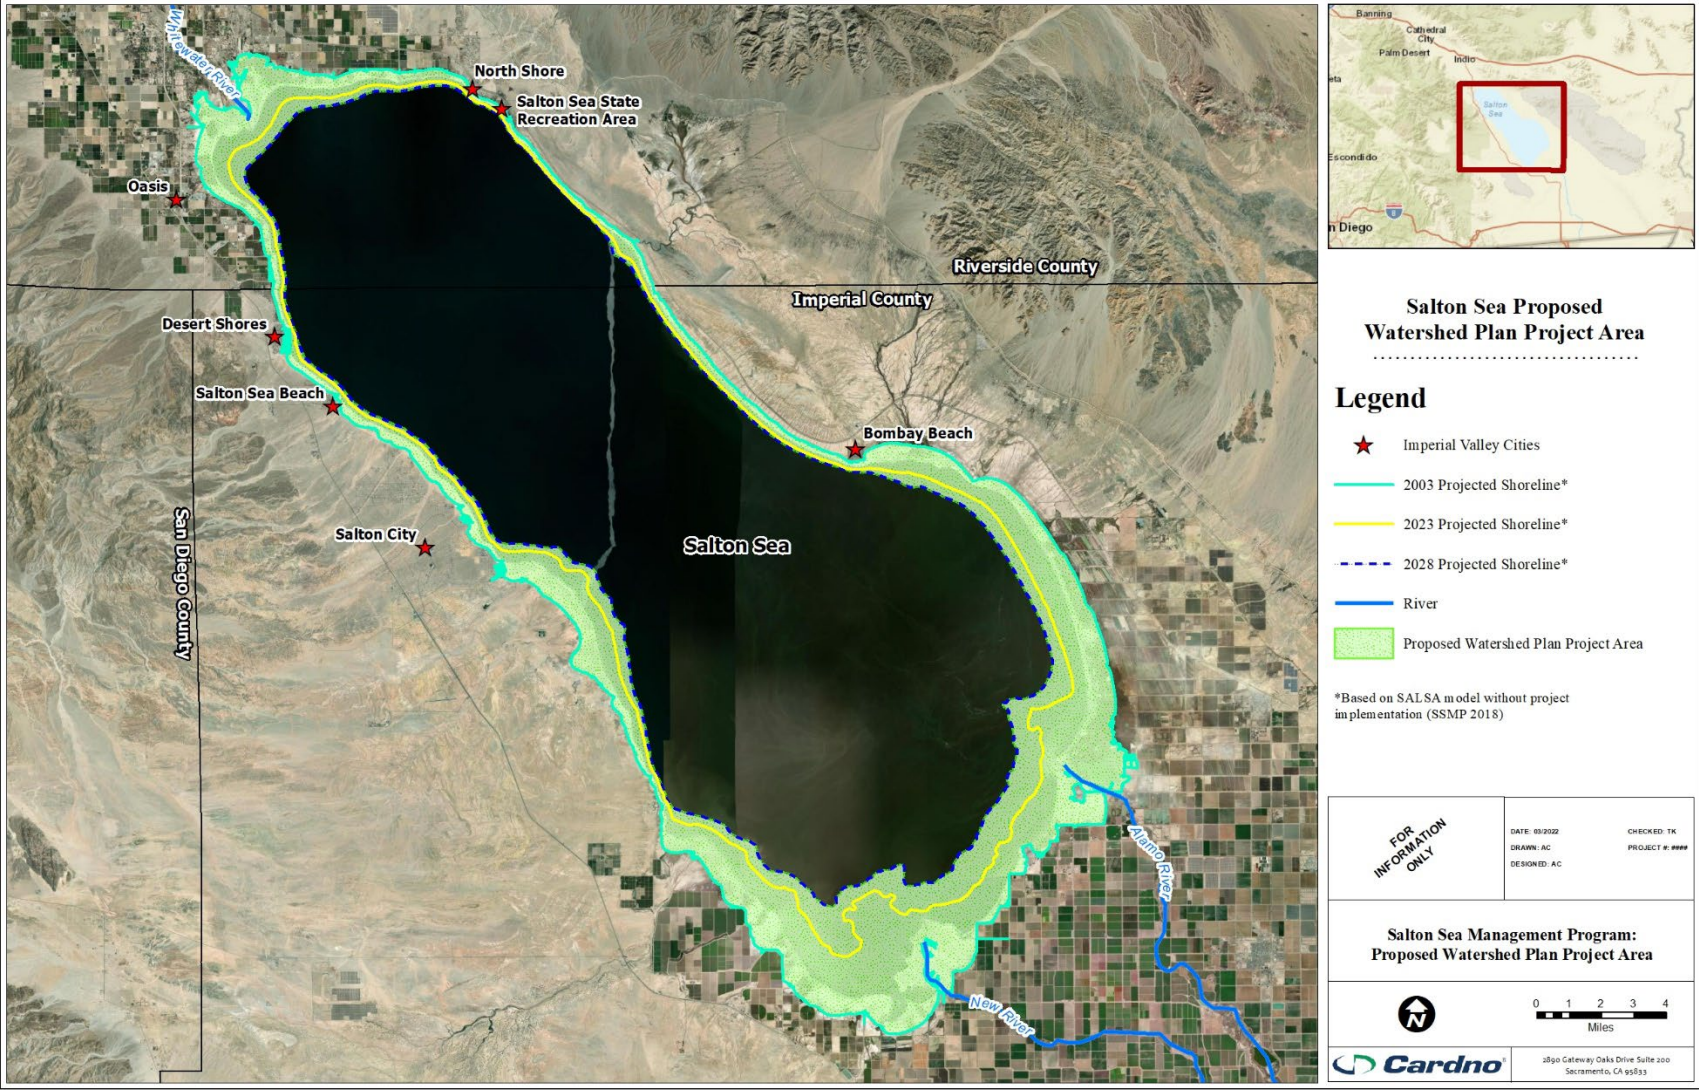 Whitewater River
North Shore
Salton Sea State
Recreation Area
Oasis
Riverside County
Imperial County
Desert Shores
Salton Sea Beach
Bombay Beach
Salton City
Salton Sea
San Diego County
Alamo River
New River
Banning
Cathedral
City
Palm Desert
Indio
eta
Salton
Sea
Escondido
8
n Diego
Salton Sea Proposed
Watershed Plan Project Area
Legend
Imperial Valley Cities
2003 Projected Shoreline*
2023 Projected Shoreline*
2028 Projected Shoreline*
River
Proposed Watershed Plan Project Area
*Based on SALSA model without project
implementation (SSMP 2018)
FOR
INFORMATION
ONLY
DATE: 03/2022 CHECKED: TK
DRAWN: AC PROJECT #: ####
DESIGNED: AC
Salton Sea Management Program:
Proposed Watershed Plan Project Area
N
0 1 2 3 4
Miles
Cardno®
2890 Gateway Oaks Drive Suite 200
Sacramento, CA 95833